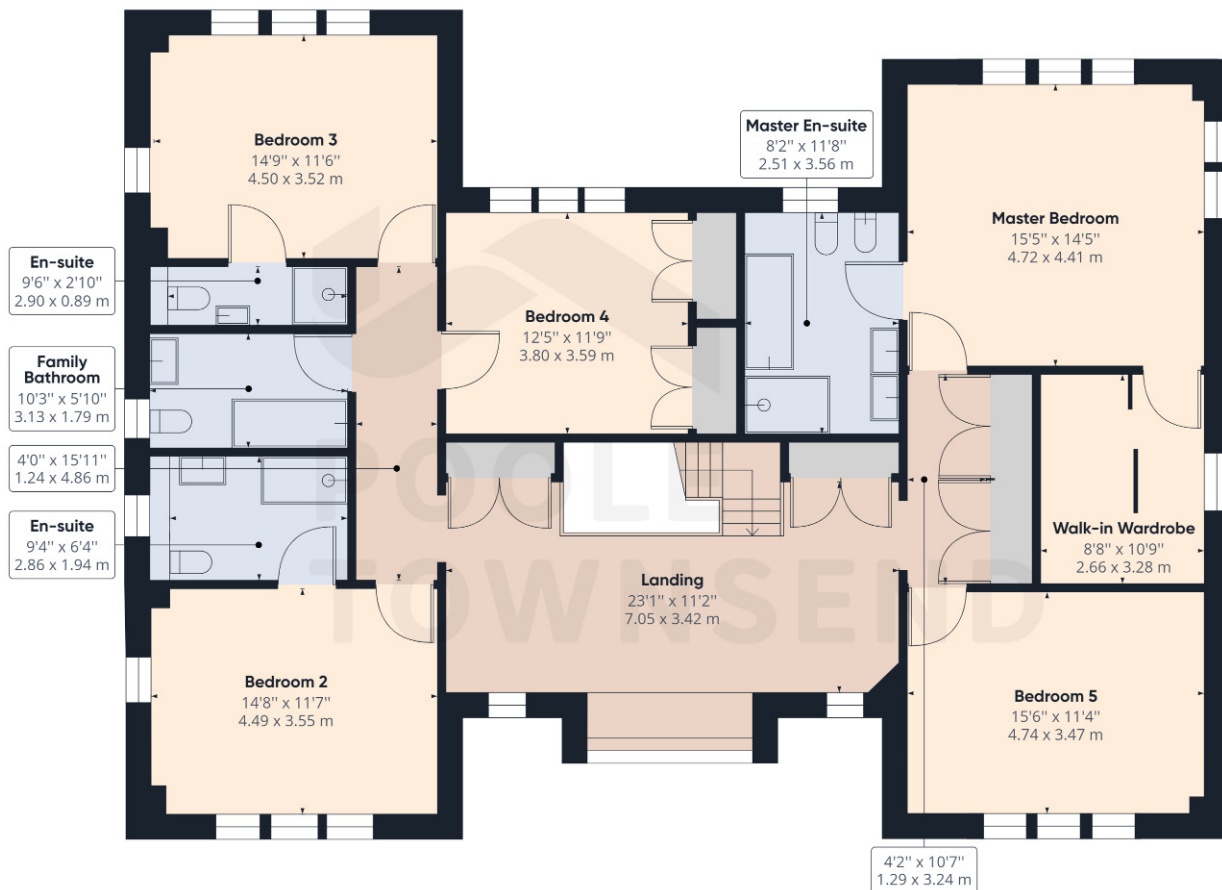 Bedroom 3
14'9" x 11'6"
4.50 x 3.52 m
Master En-suite
8'2" x 11'8"
2.51 x 3.56 m
Master Bedroom
15'5" x 14'5"
4.72 x 4.41 m
En-suite
9'6" x 2'10"
2.90 x 0.89 m
Bedroom 4
12'5" x 11'9"
3.80 x 3.59 m
Family
Bathroom
10'3" x 5'10"
3.13 x 1.79 m
4'0" x 15'11"
1.24 x 4.86 m
En-suite
9'4" x 6'4"
2.86 x 1.94 m
Walk-in Wardrobe
8'8" x 10'9"
2.66 x 3.28 m
Landing
23'1" x 11'2"
7.05 x 3.42 m
POOLE
TOWNSEND
Bedroom 2
14'8" x 11'7"
4.49 x 3.55 m
Bedroom 5
15'6" x 11'4"
4.74 x 3.47 m
4'2" x 10'7"
1.29 x 3.24 m